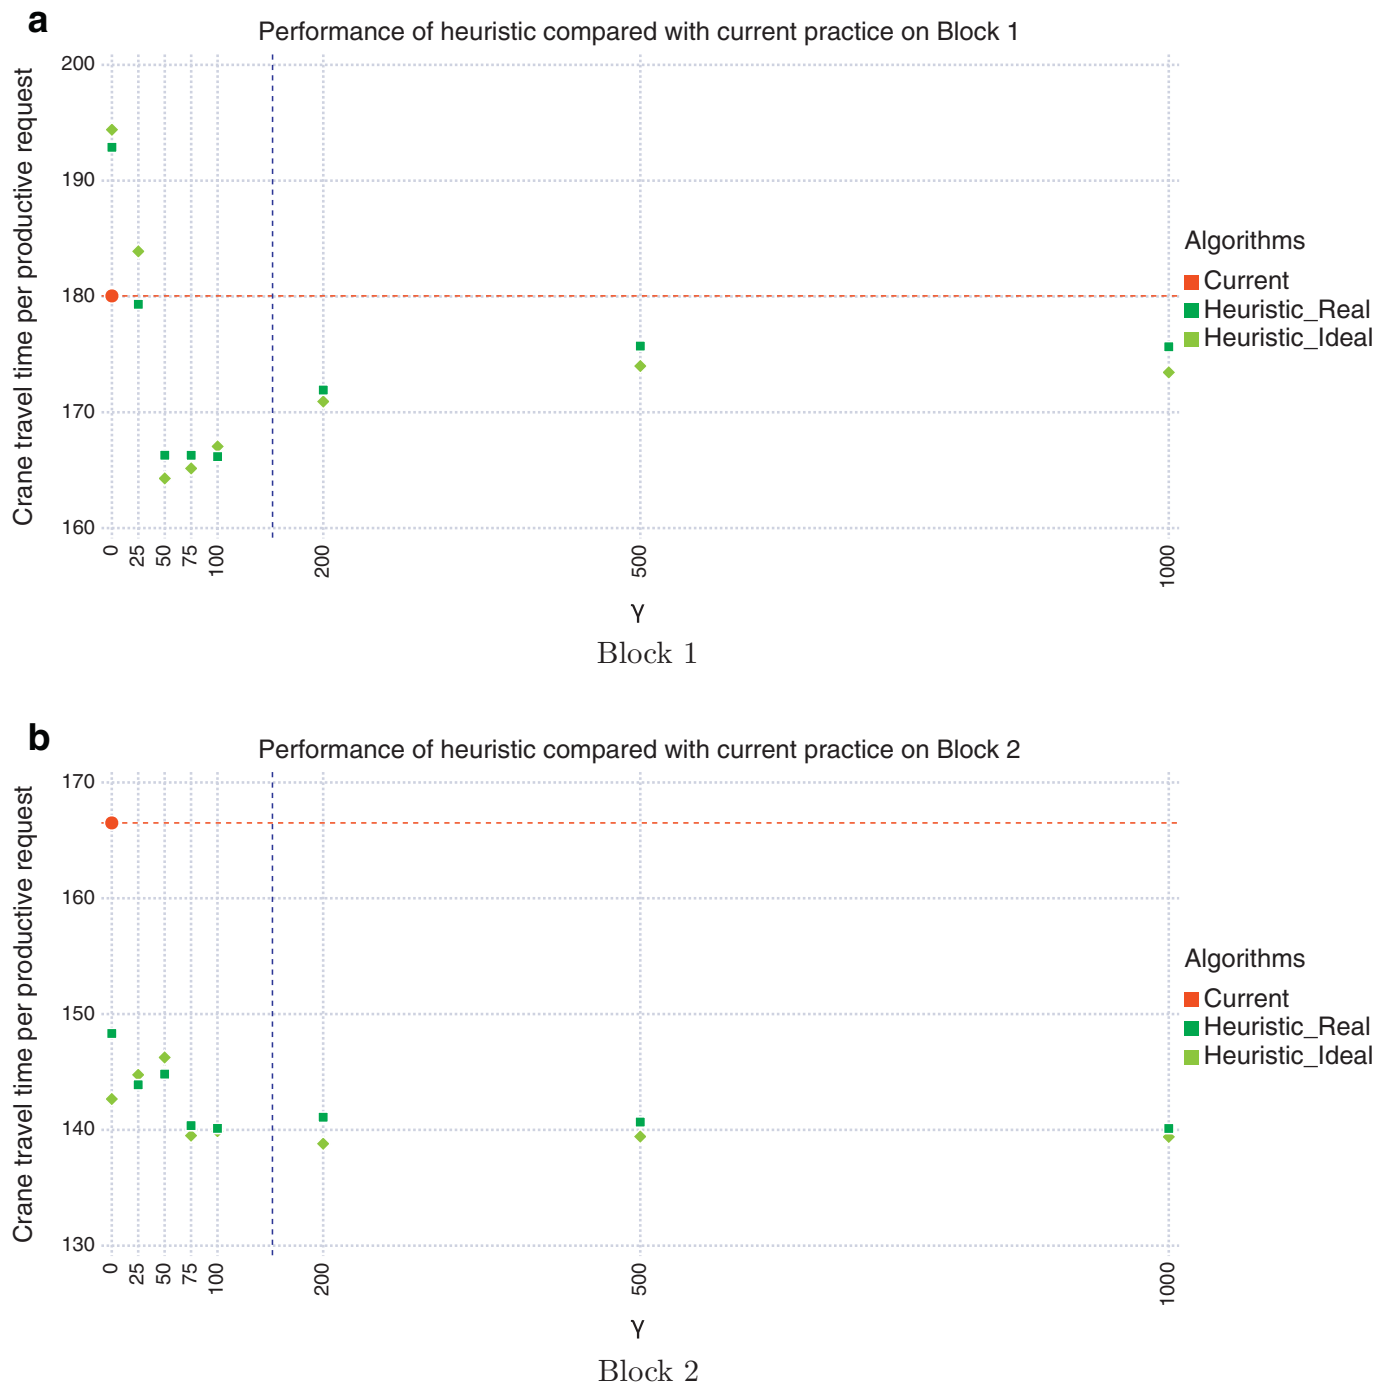 a
Performance of heuristic compared with current practice on Block 1
Crane travel time per productive request
200
190
180
170
160
0 25 50 75 100 200 500 1000
γ
Algorithms
Current
Heuristic_Real
Heuristic_Ideal
Block 1
b
Performance of heuristic compared with current practice on Block 2
Crane travel time per productive request
170
160
150
140
130
0 25 50 75 100 200 500 1000
γ
Algorithms
Current
Heuristic_Real
Heuristic_Ideal
Block 2